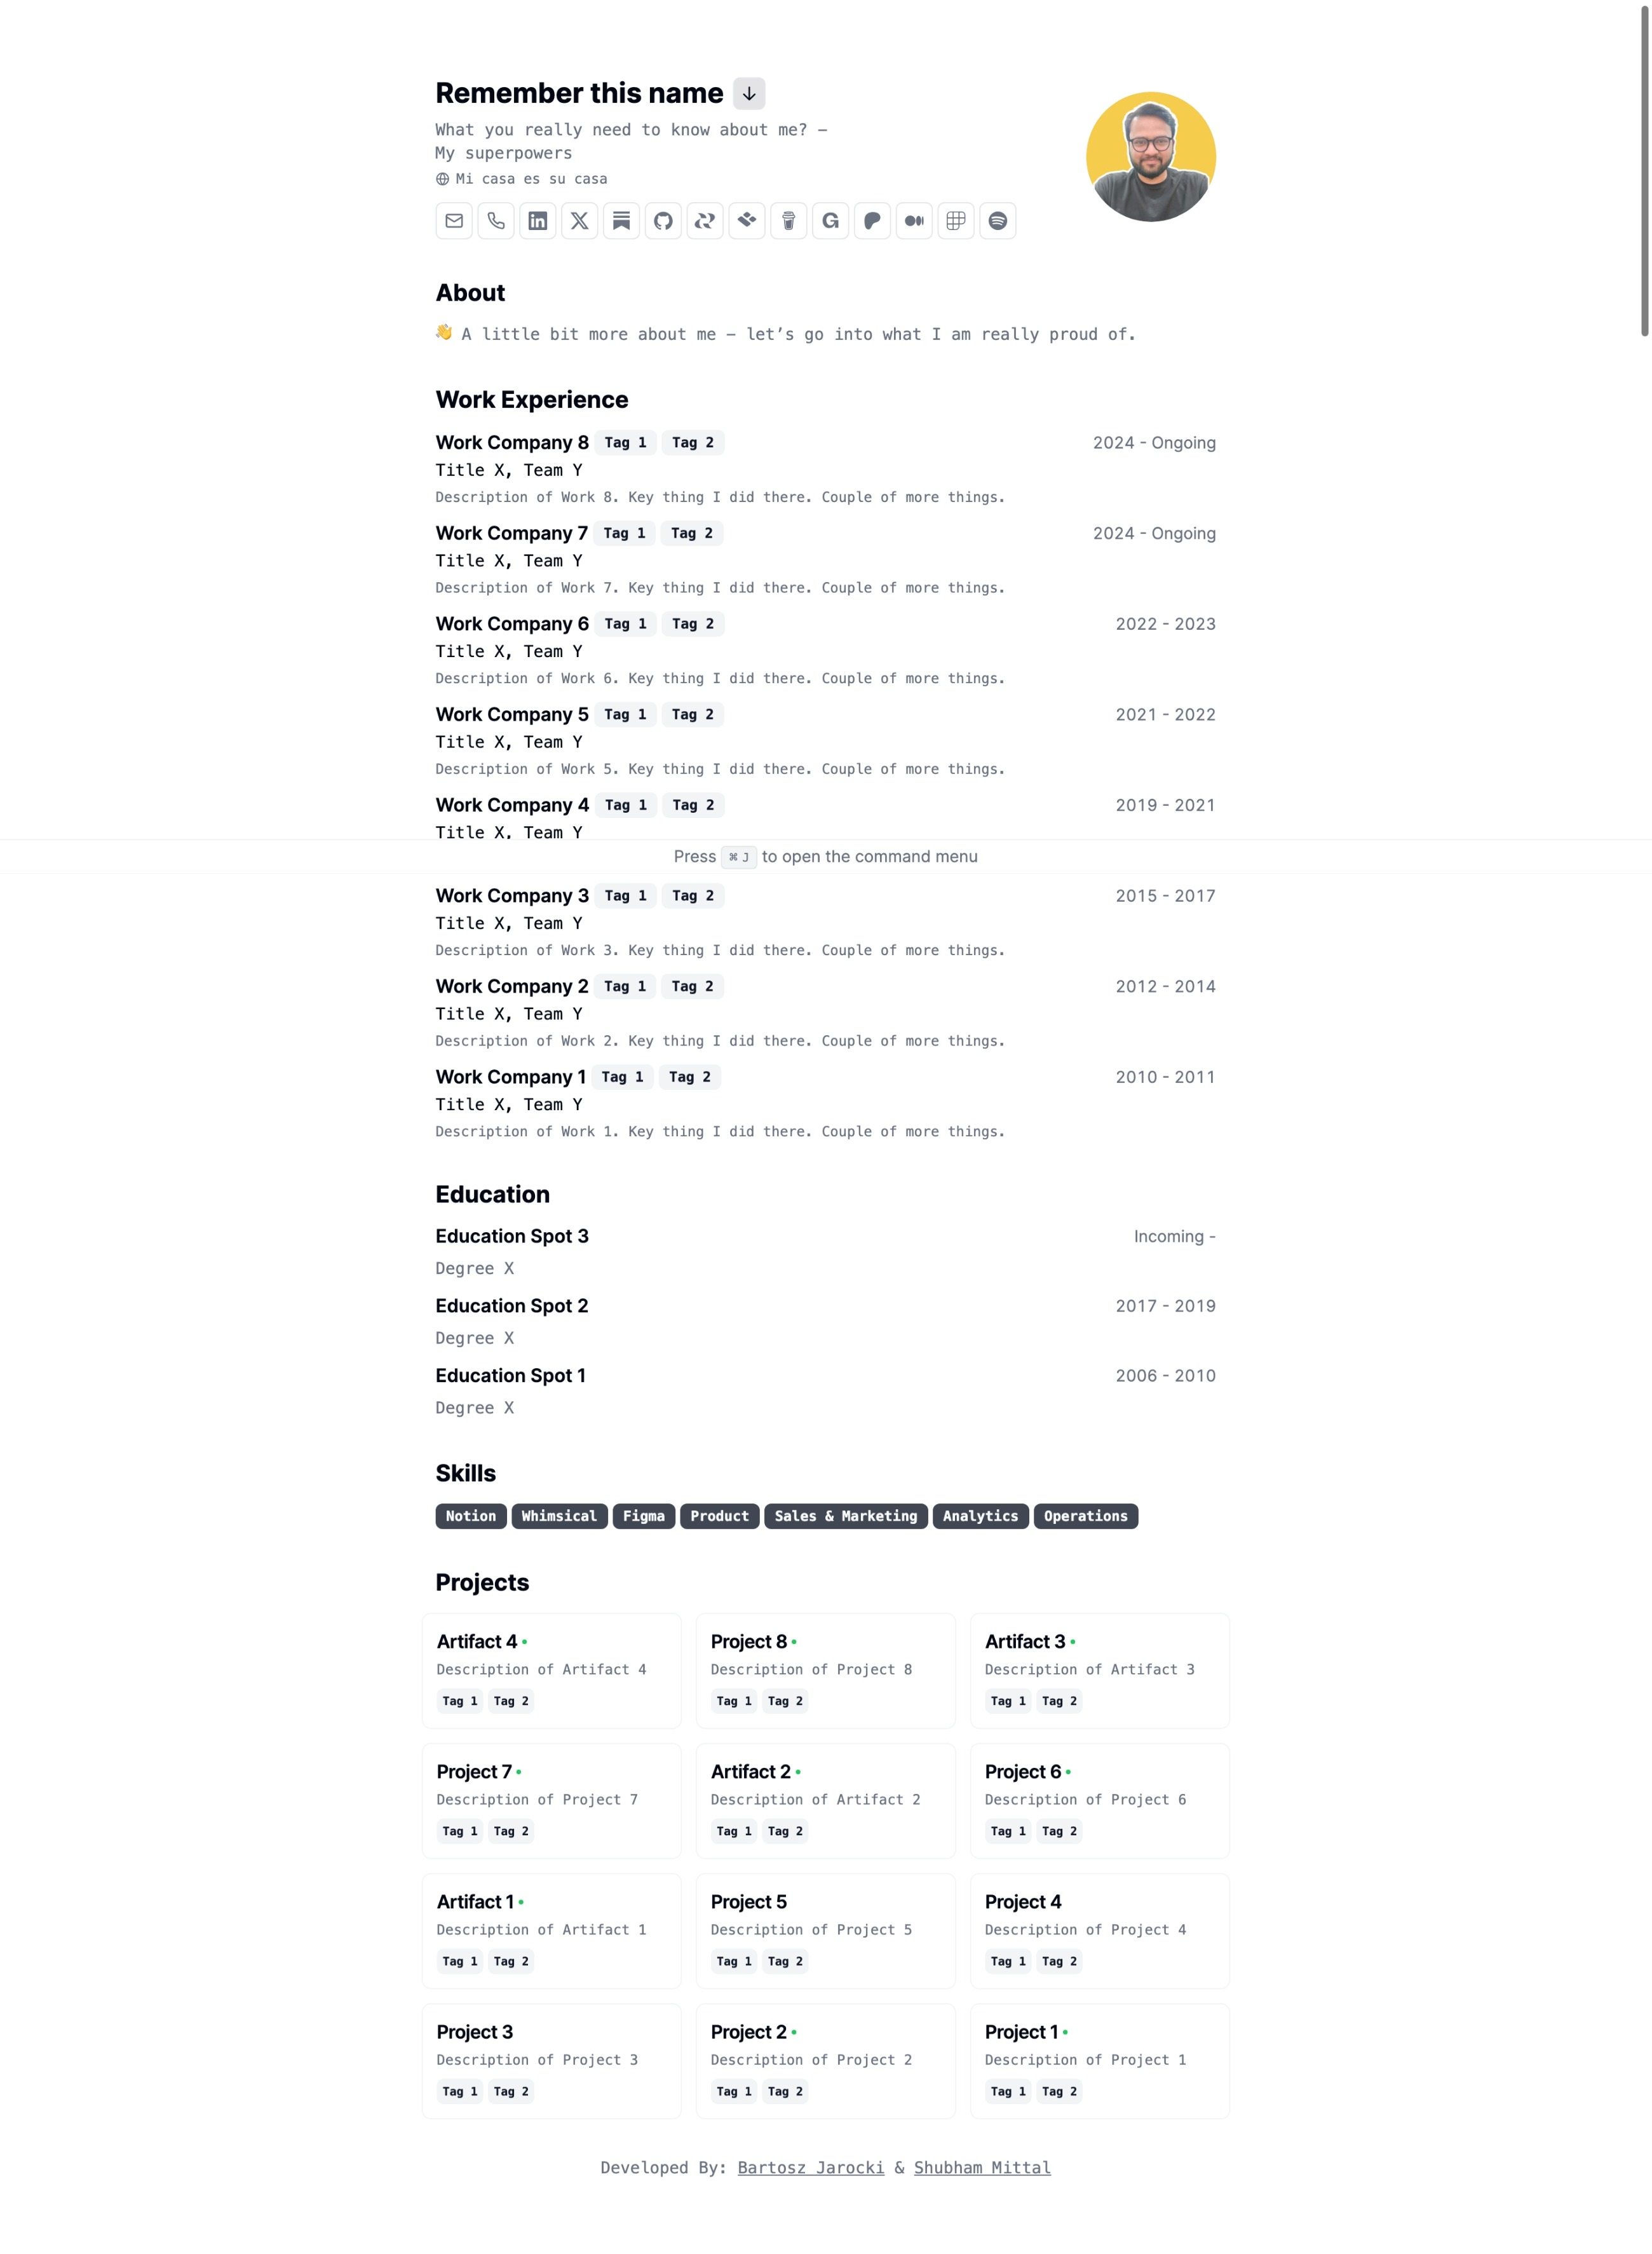 Remember this name
What you really need to know about me? –
My superpowers
Mi casa es su casa
About
👋 A little bit more about me – let’s go into what I am really proud of.
Work Experience
Work Company 8 Tag 1 Tag 2 2024 - Ongoing
Title X, Team Y
Description of Work 8. Key thing I did there. Couple of more things.
Work Company 7 Tag 1 Tag 2 2024 - Ongoing
Title X, Team Y
Description of Work 7. Key thing I did there. Couple of more things.
Work Company 6 Tag 1 Tag 2 2022 - 2023
Title X, Team Y
Description of Work 6. Key thing I did there. Couple of more things.
Work Company 5 Tag 1 Tag 2 2021 - 2022
Title X, Team Y
Description of Work 5. Key thing I did there. Couple of more things.
Work Company 4 Tag 1 Tag 2 2019 - 2021
Title X, Team Y
Press ⌘ J to open the command menu
Work Company 3 Tag 1 Tag 2 2015 - 2017
Title X, Team Y
Description of Work 3. Key thing I did there. Couple of more things.
Work Company 2 Tag 1 Tag 2 2012 - 2014
Title X, Team Y
Description of Work 2. Key thing I did there. Couple of more things.
Work Company 1 Tag 1 Tag 2 2010 - 2011
Title X, Team Y
Description of Work 1. Key thing I did there. Couple of more things.
Education
Education Spot 3 Incoming -
Degree X
Education Spot 2 2017 - 2019
Degree X
Education Spot 1 2006 - 2010
Degree X
Skills
Notion Whimsical Figma Product Sales & Marketing Analytics Operations
Projects
Artifact 4
Description of Artifact 4
Tag 1 Tag 2
Project 8
Description of Project 8
Tag 1 Tag 2
Artifact 3
Description of Artifact 3
Tag 1 Tag 2
Project 7
Description of Project 7
Tag 1 Tag 2
Artifact 2
Description of Artifact 2
Tag 1 Tag 2
Project 6
Description of Project 6
Tag 1 Tag 2
Artifact 1
Description of Artifact 1
Tag 1 Tag 2
Project 5
Description of Project 5
Tag 1 Tag 2
Project 4
Description of Project 4
Tag 1 Tag 2
Project 3
Description of Project 3
Tag 1 Tag 2
Project 2
Description of Project 2
Tag 1 Tag 2
Project 1
Description of Project 1
Tag 1 Tag 2
Developed By: Bartosz Jarocki & Shubham Mittal